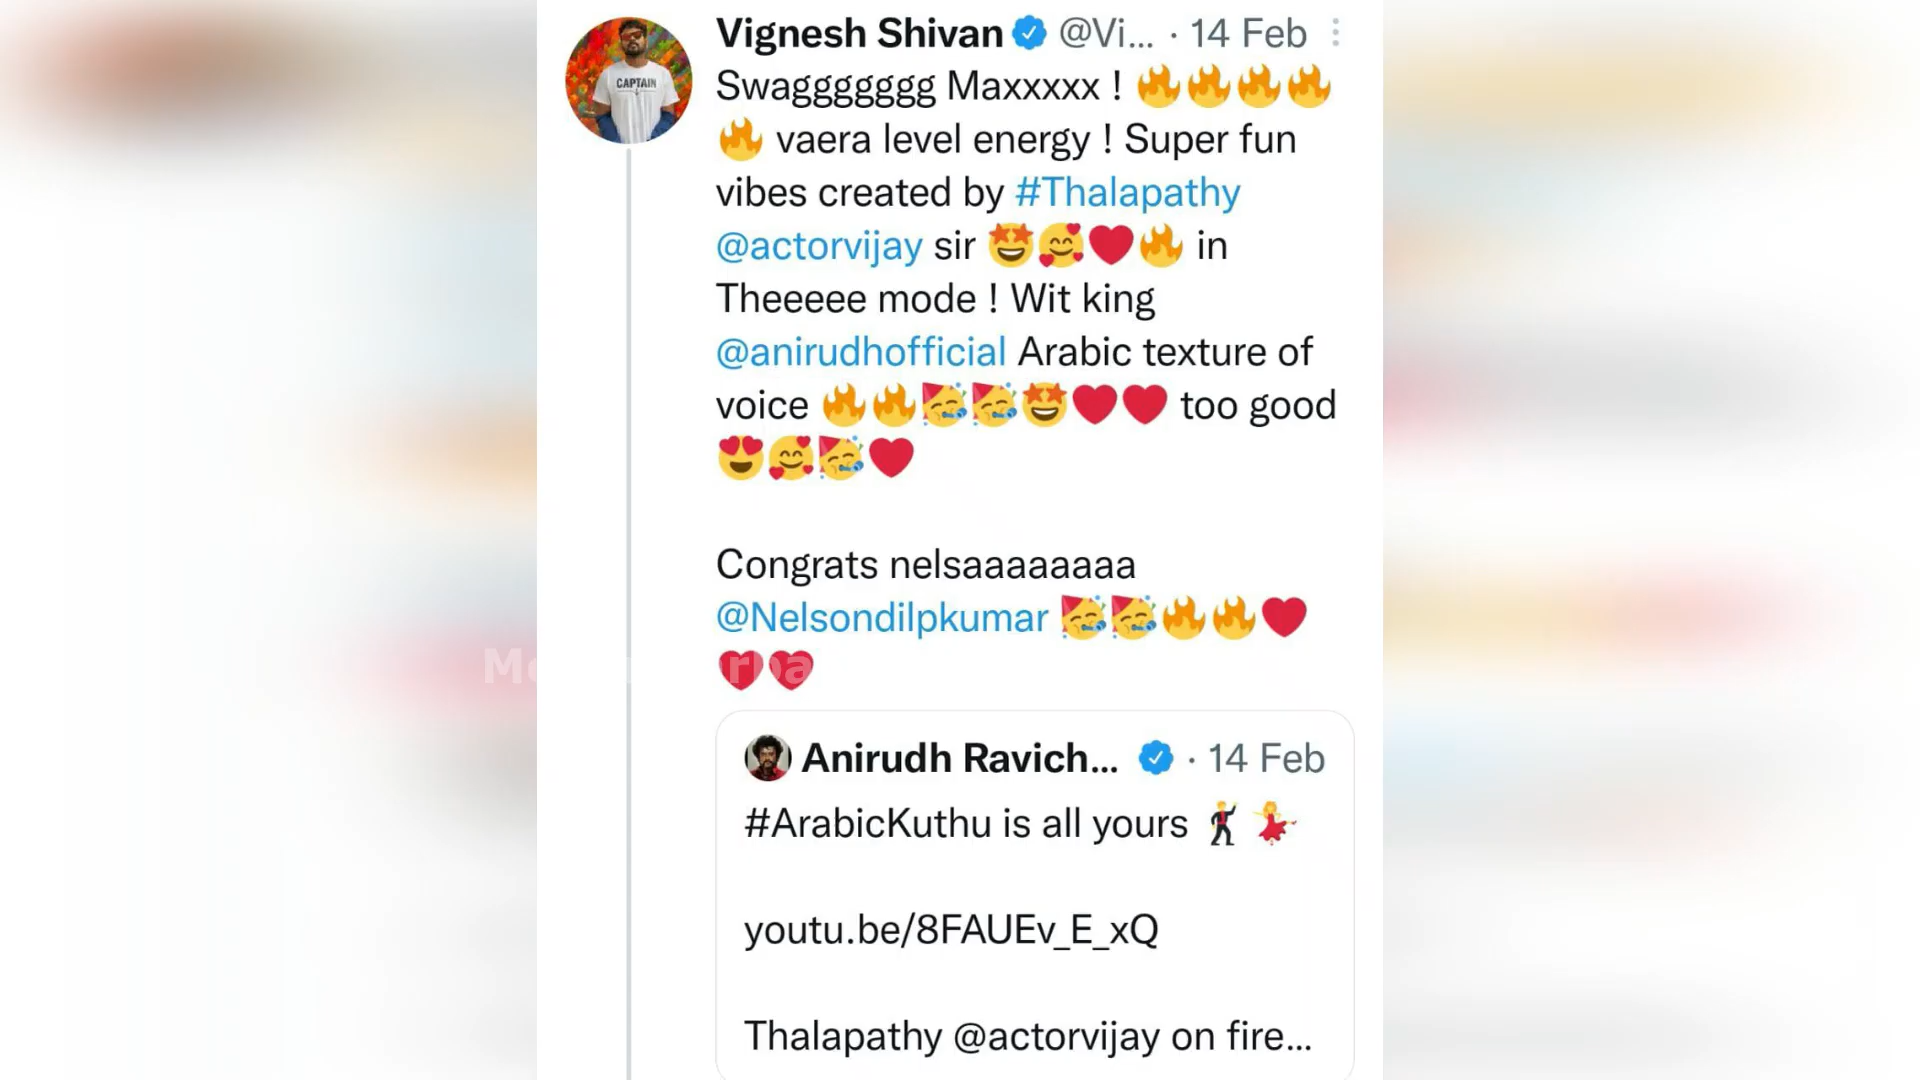 Vignesh Shivan @Vi... · 14 Feb
CAPTAIN
Swaggggggg Maxxxxx ! 🔥🔥🔥🔥
🔥 vaera level energy ! Super fun
vibes created by #Thalapathy
@actorvijay sir 🤩🥰❤️🔥 in
Theeeee mode ! Wit king
@anirudhofficial Arabic texture of
voice 🔥🔥🥳🥳🤩❤️❤️ too good
😍🥰🥳❤️
Congrats nelsaaaaaaaa
@Nelsondilpkumar 🥳🥳🔥🔥❤️
❤️❤️
Anirudh Ravich... · 14 Feb
#ArabicKuthu is all yours 🕺💃
youtu.be/8FAUEv_E_xQ
Thalapathy @actorvijay on fire...